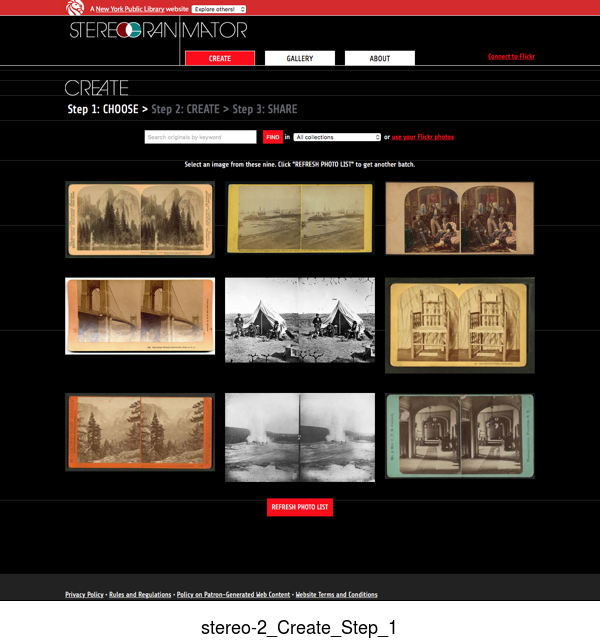 A New York Public Library website Explore others!
STEREOGRANIMATOR
CREATE GALLERY ABOUT Connect to Flickr
CREATE
Step 1: CHOOSE > Step 2: CREATE > Step 3: SHARE
Search originals by keyword FIND in All collections or use your Flickr photos
Select an image from these nine. Click "REFRESH PHOTO LIST" to get another batch.
REFRESH PHOTO LIST
Privacy Policy • Rules and Regulations • Policy on Patron-Generated Web Content • Website Terms and Conditions
stereo-2_Create_Step_1